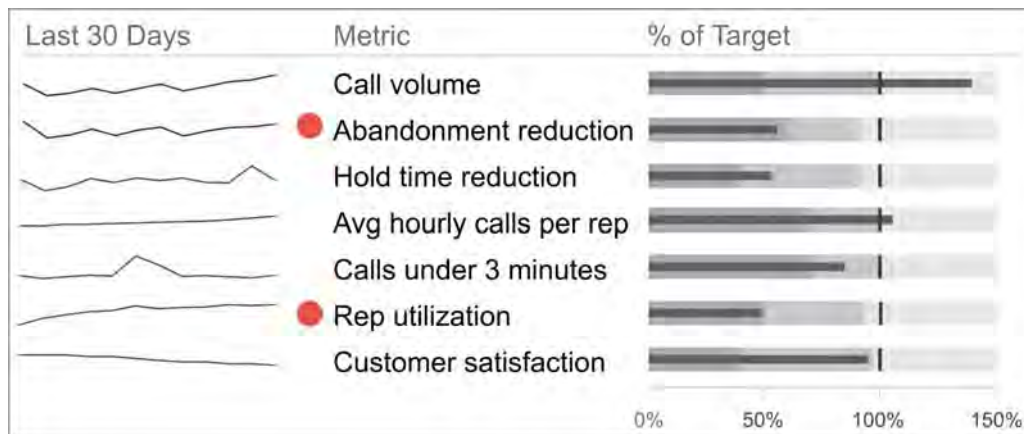 Last 30 Days Metric % of Target
Call volume
Abandonment reduction
Hold time reduction
Avg hourly calls per rep
Calls under 3 minutes
Rep utilization
Customer satisfaction
0% 50% 100% 150%